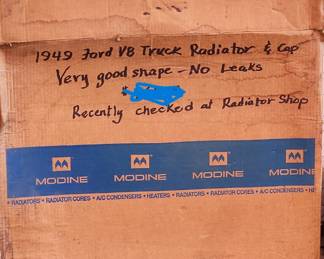 1949 Ford V8 Truck Radiator & Cap
Very good shape - No Leaks
Recently checked at Radiator Shop
MODINE MODINE MODINE MODIN
• RADIATORS • RADIATOR CORES • A/C CONDENSERS • HEATERS • RADIATORS • RADIATOR CORES • A/C CONDENSERS • HE